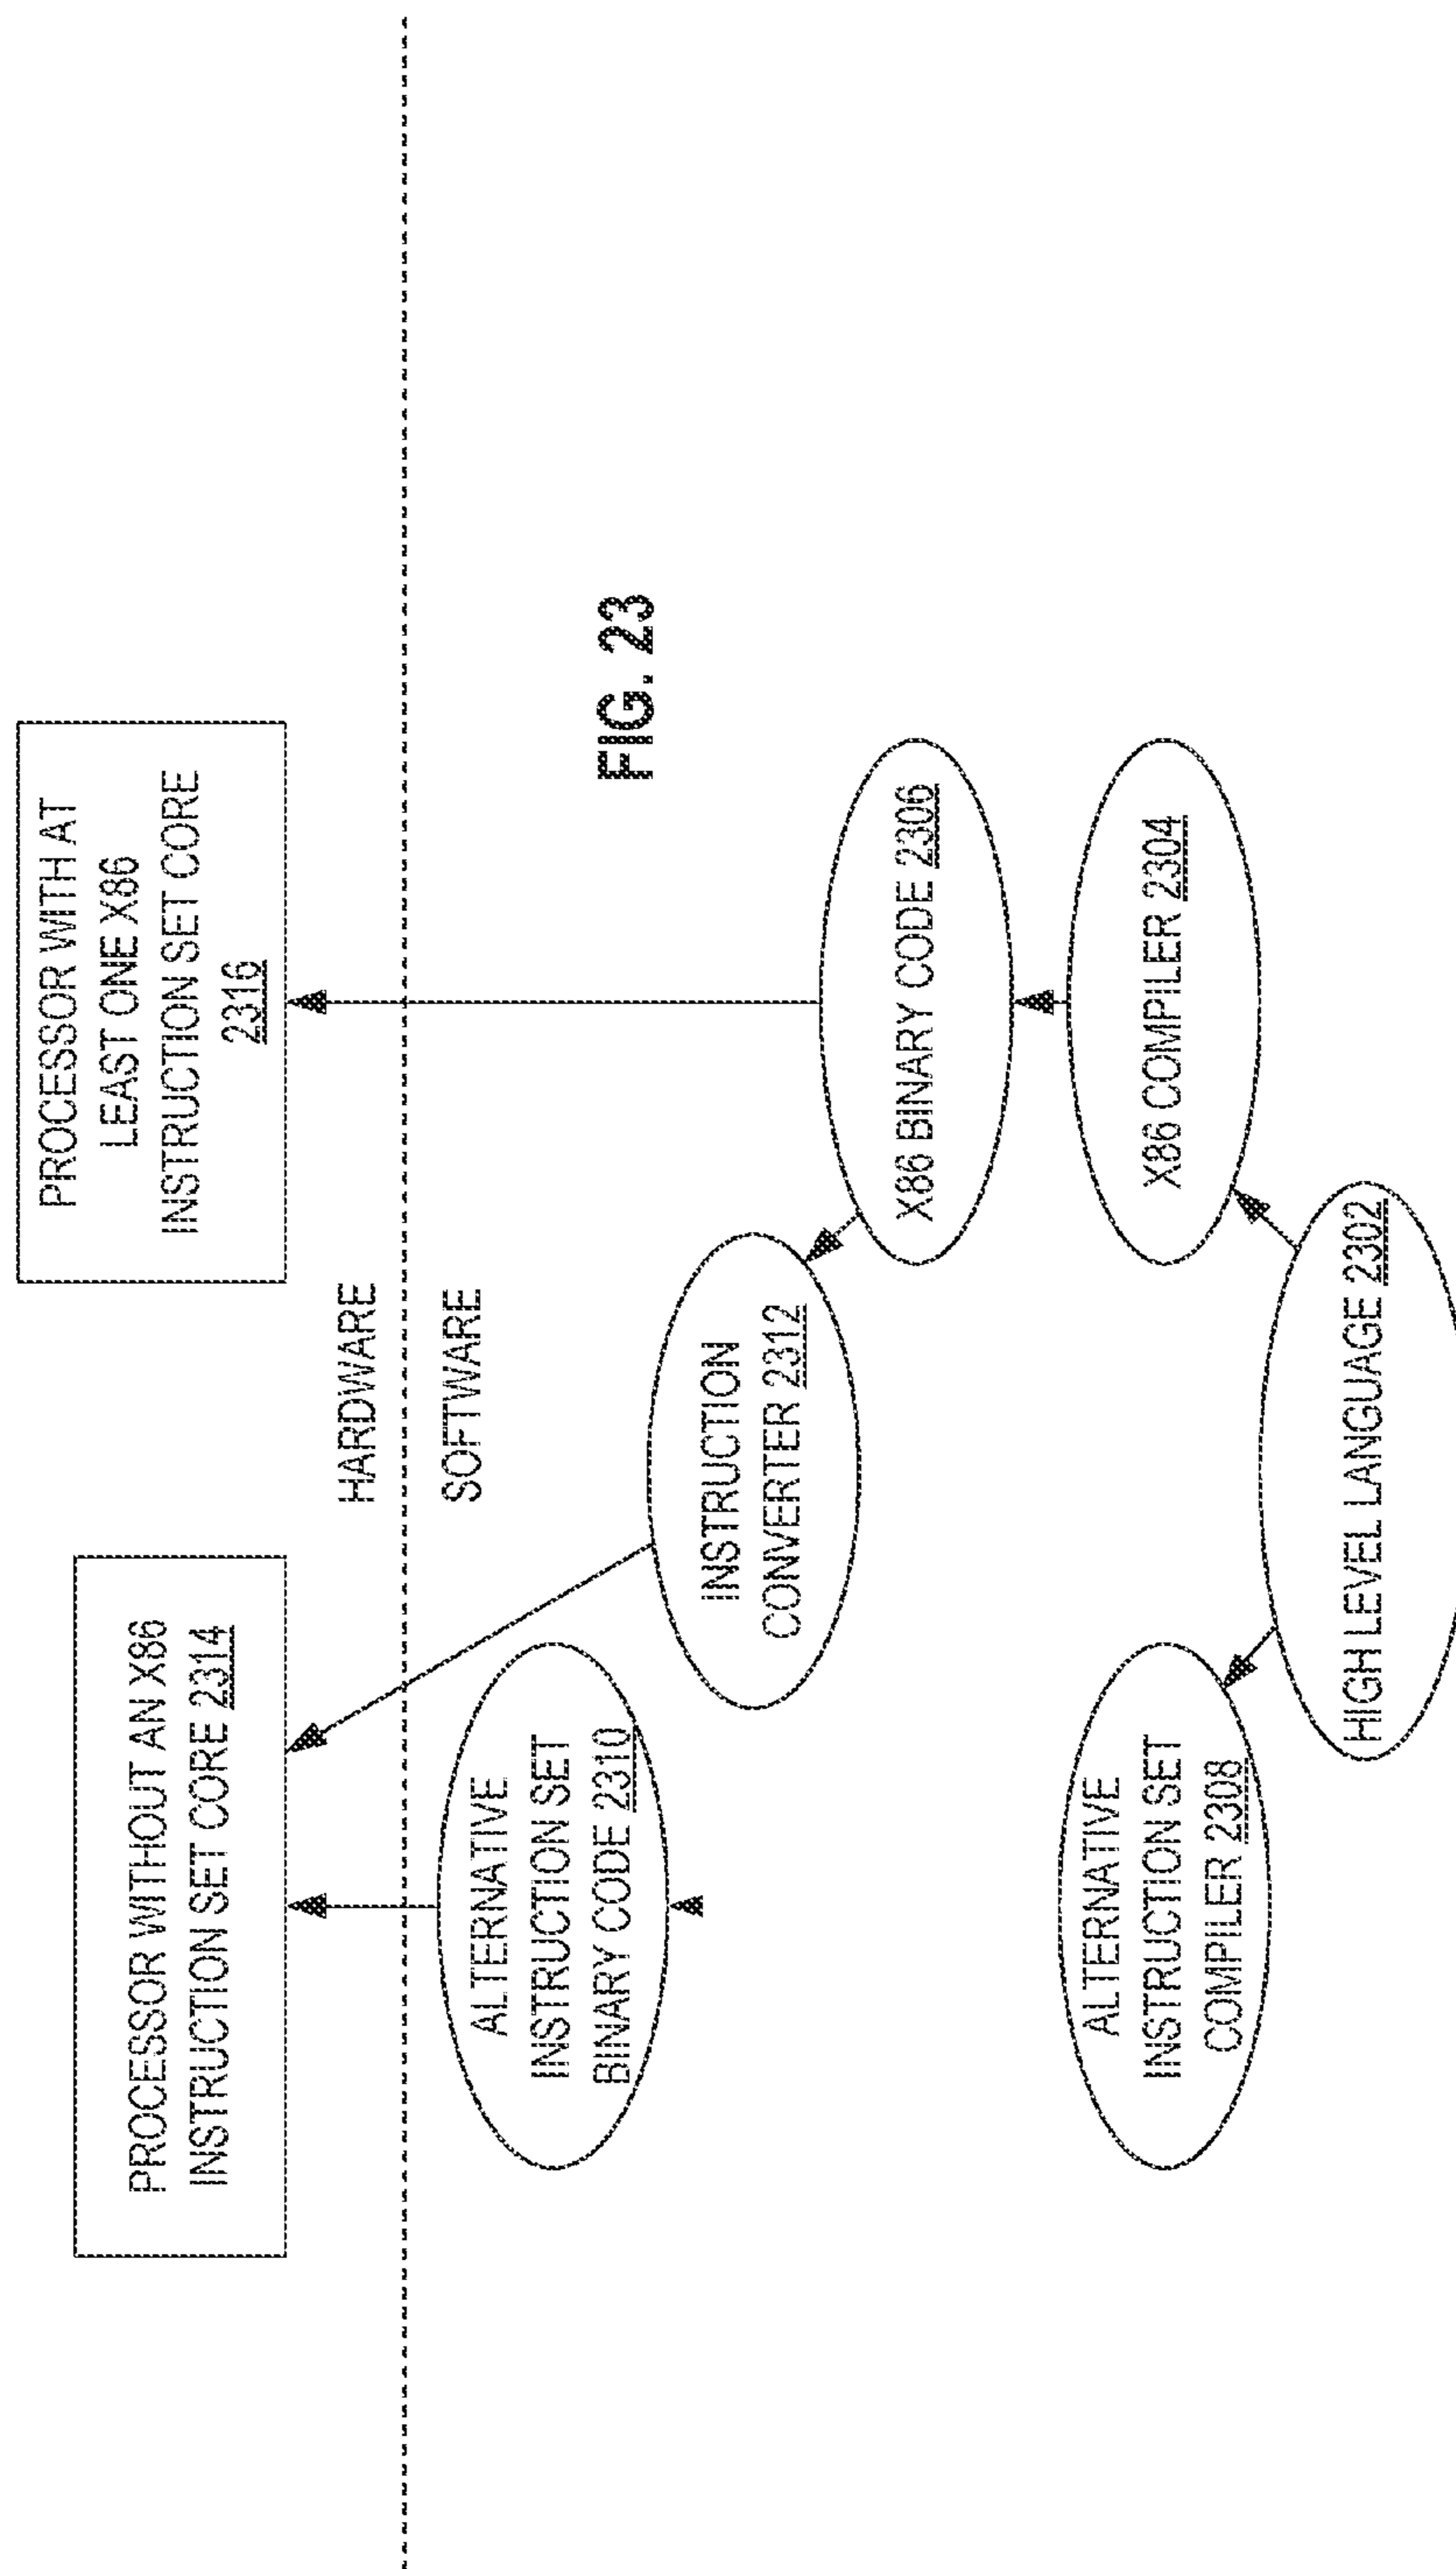 PROCESSOR WITHOUT AN X86
INSTRUCTION SET CORE 2314
PROCESSOR WITH AT
LEAST ONE X86
INSTRUCTION SET CORE
2316
HARDWARE
SOFTWARE
ALTERNATIVE
INSTRUCTION SET
BINARY CODE 2310
INSTRUCTION
CONVERTER 2312
FIG. 23
X86 BINARY CODE 2306
ALTERNATIVE
INSTRUCTION SET
COMPILER 2308
X86 COMPILER 2304
HIGH LEVEL LANGUAGE 2302